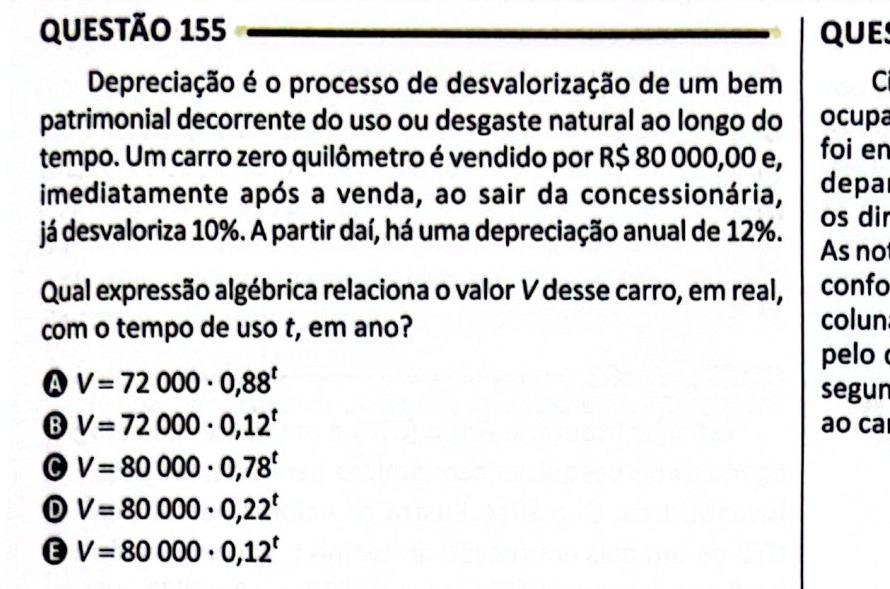 QUESTÃO 155
Depreciação é o processo de desvalorização de um bem
patrimonial decorrente do uso ou desgaste natural ao longo do
tempo. Um carro zero quilômetro é vendido por R$ 80 000,00 e,
imediatamente após a venda, ao sair da concessionária,
já desvaloriza 10%. A partir daí, há uma depreciação anual de 12%.
Qual expressão algébrica relaciona o valor V desse carro, em real,
com o tempo de uso t, em ano?
A V = 72 000 · 0,88^t
B V = 72 000 · 0,12^t
C V = 80 000 · 0,78^t
D V = 80 000 · 0,22^t
E V = 80 000 · 0,12^t
QUES
Ci
ocupa
foi en
depar
os dir
As not
confo
coluna
pelo
segun
ao car